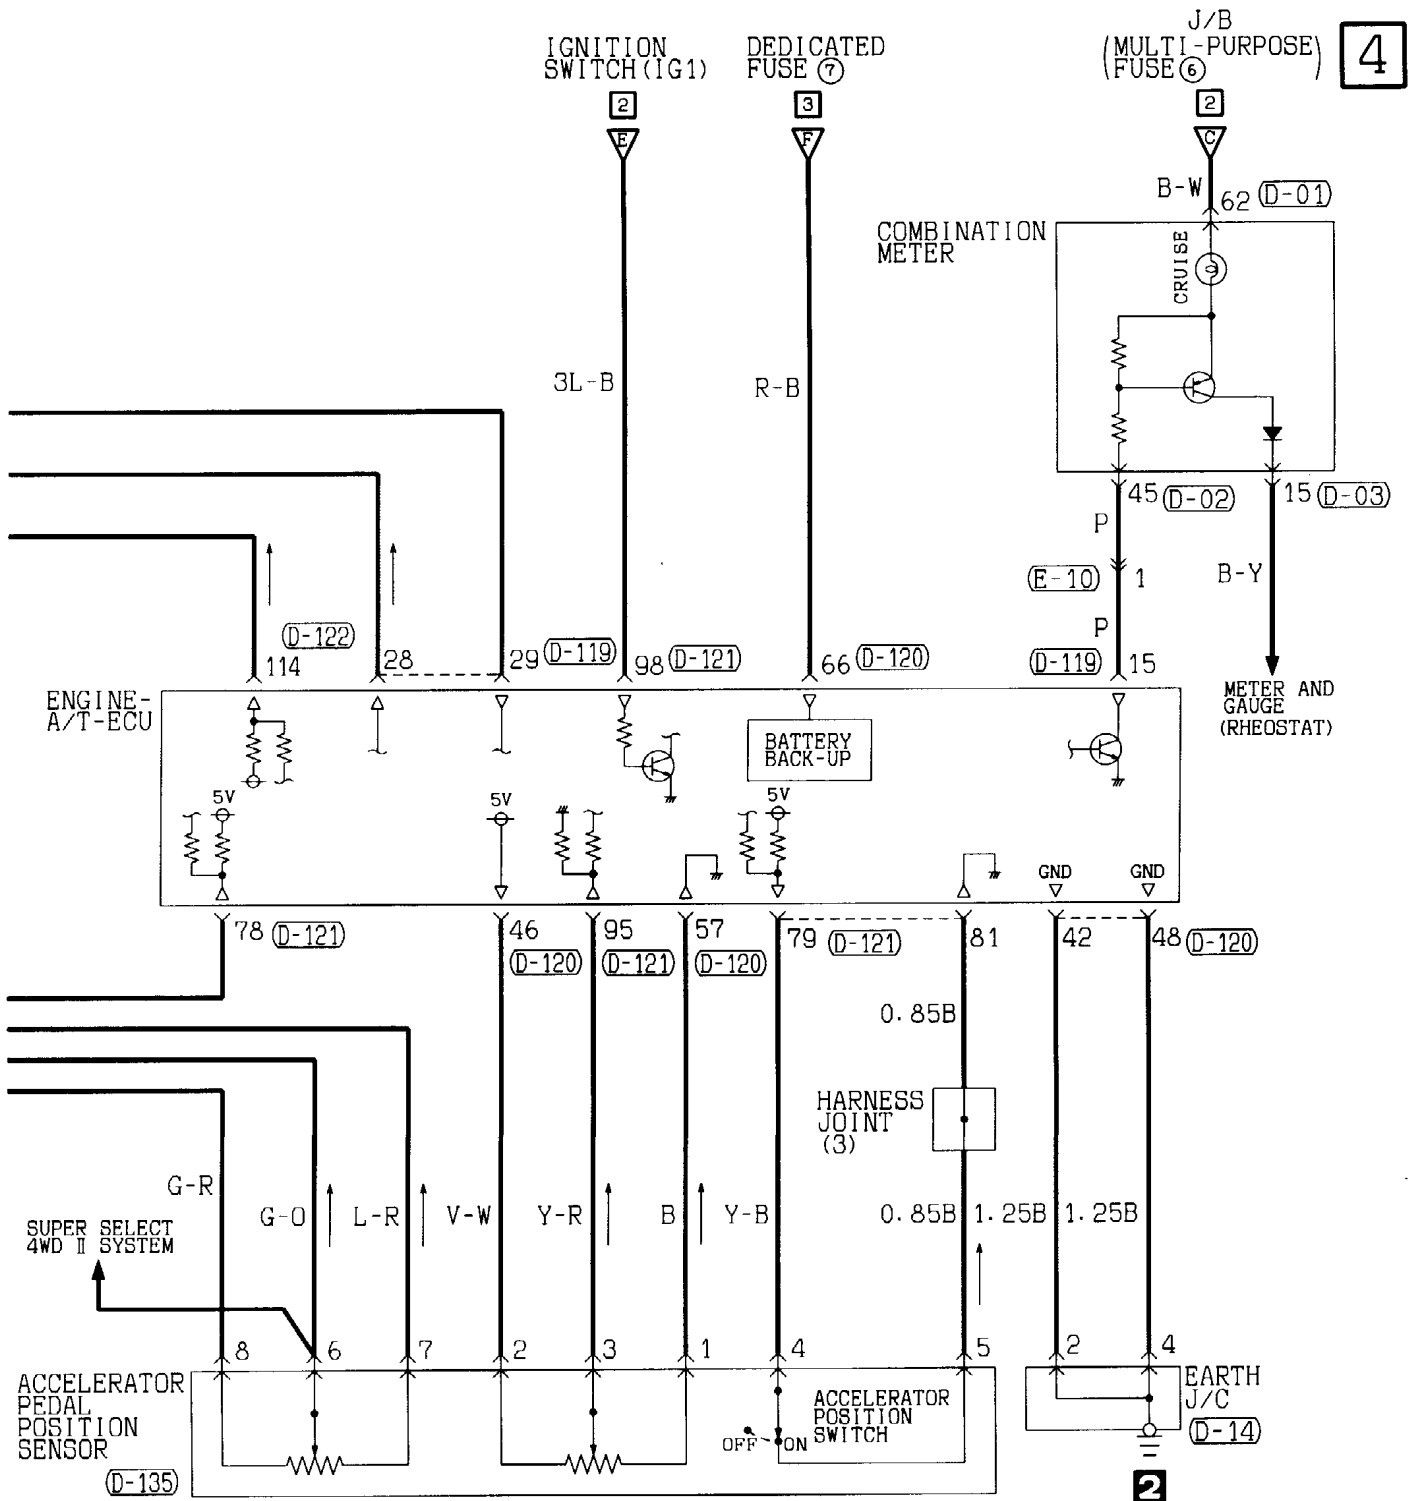 J/B
(MULTI-PURPOSE)
FUSE ⑥
4
IGNITION
SWITCH(IG1)
DEDICATED
FUSE ⑦
2
3
2
E
F
C
B-W
62
D-01
COMBINATION
METER
CRUISE
3L-B
R-B
45
D-02
15
D-03
P
E-10
1
B-Y
P
D-122
114
28
29
D-119
98
D-121
66
D-120
D-119
15
METER AND
GAUGE
(RHEOSTAT)
ENGINE-
A/T-ECU
BATTERY
BACK-UP
5V
5V
5V
GND
GND
78
D-121
46
D-120
95
D-121
57
D-120
79
D-121
81
42
48
D-120
0.85B
HARNESS
JOINT
(3)
G-R
G-O
L-R
V-W
Y-R
B
Y-B
0.85B
1.25B
1.25B
SUPER SELECT
4WD Ⅱ SYSTEM
8
6
7
2
3
1
4
5
2
4
ACCELERATOR
PEDAL
POSITION
SENSOR
D-135
ACCELERATOR
POSITION
SWITCH
OFF
ON
EARTH
J/C
D-14
2